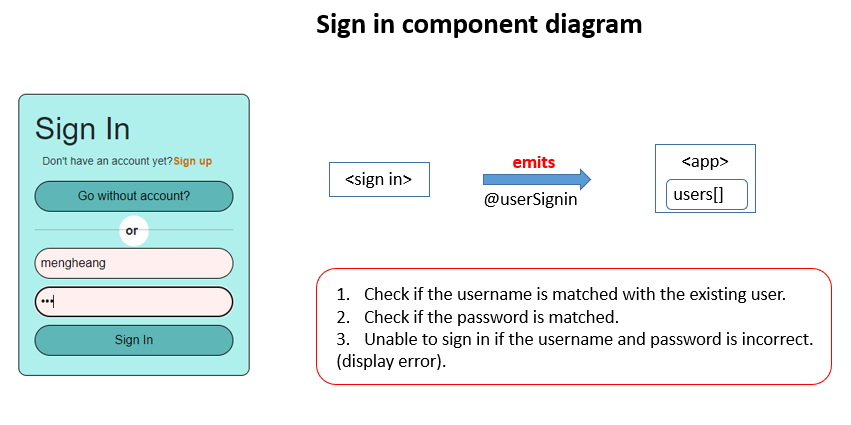 Sign in component diagram
Sign In
Don't have an account yet?Sign up
Go without account?
or
mengheang
•••
Sign In
<sign in>
emits
@userSignin
<app>
users[]
1. Check if the username is matched with the existing user.
2. Check if the password is matched.
3. Unable to sign in if the username and password is incorrect.
(display error).